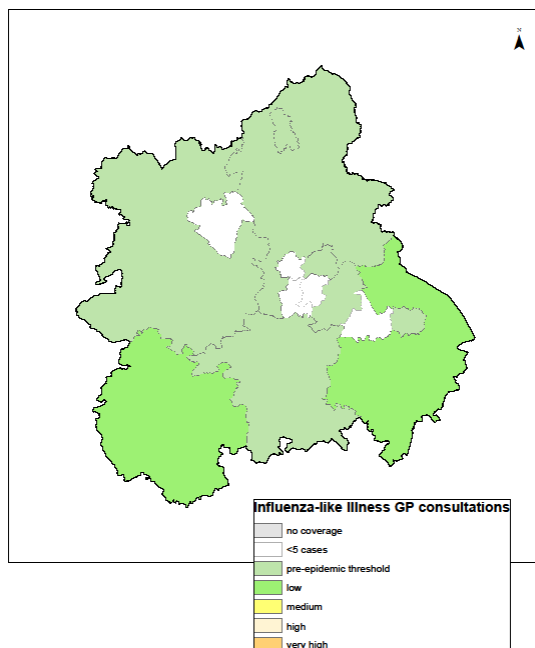 N
Influenza-like Illness GP consultations
no coverage
<5 cases
pre-epidemic threshold
low
medium
high
very high